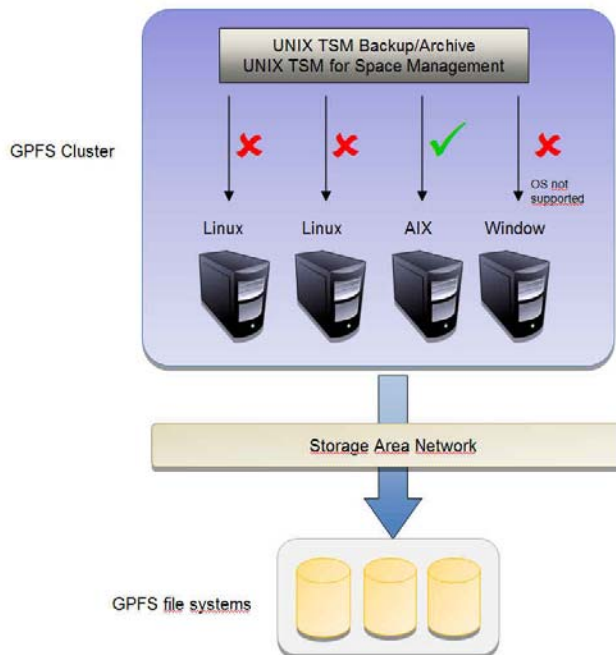 UNIX TSM Backup/Archive
UNIX TSM for Space Management
GPFS Cluster
OS not
supported
Linux
Linux
AIX
Window
Storage Area Network
GPFS file systems